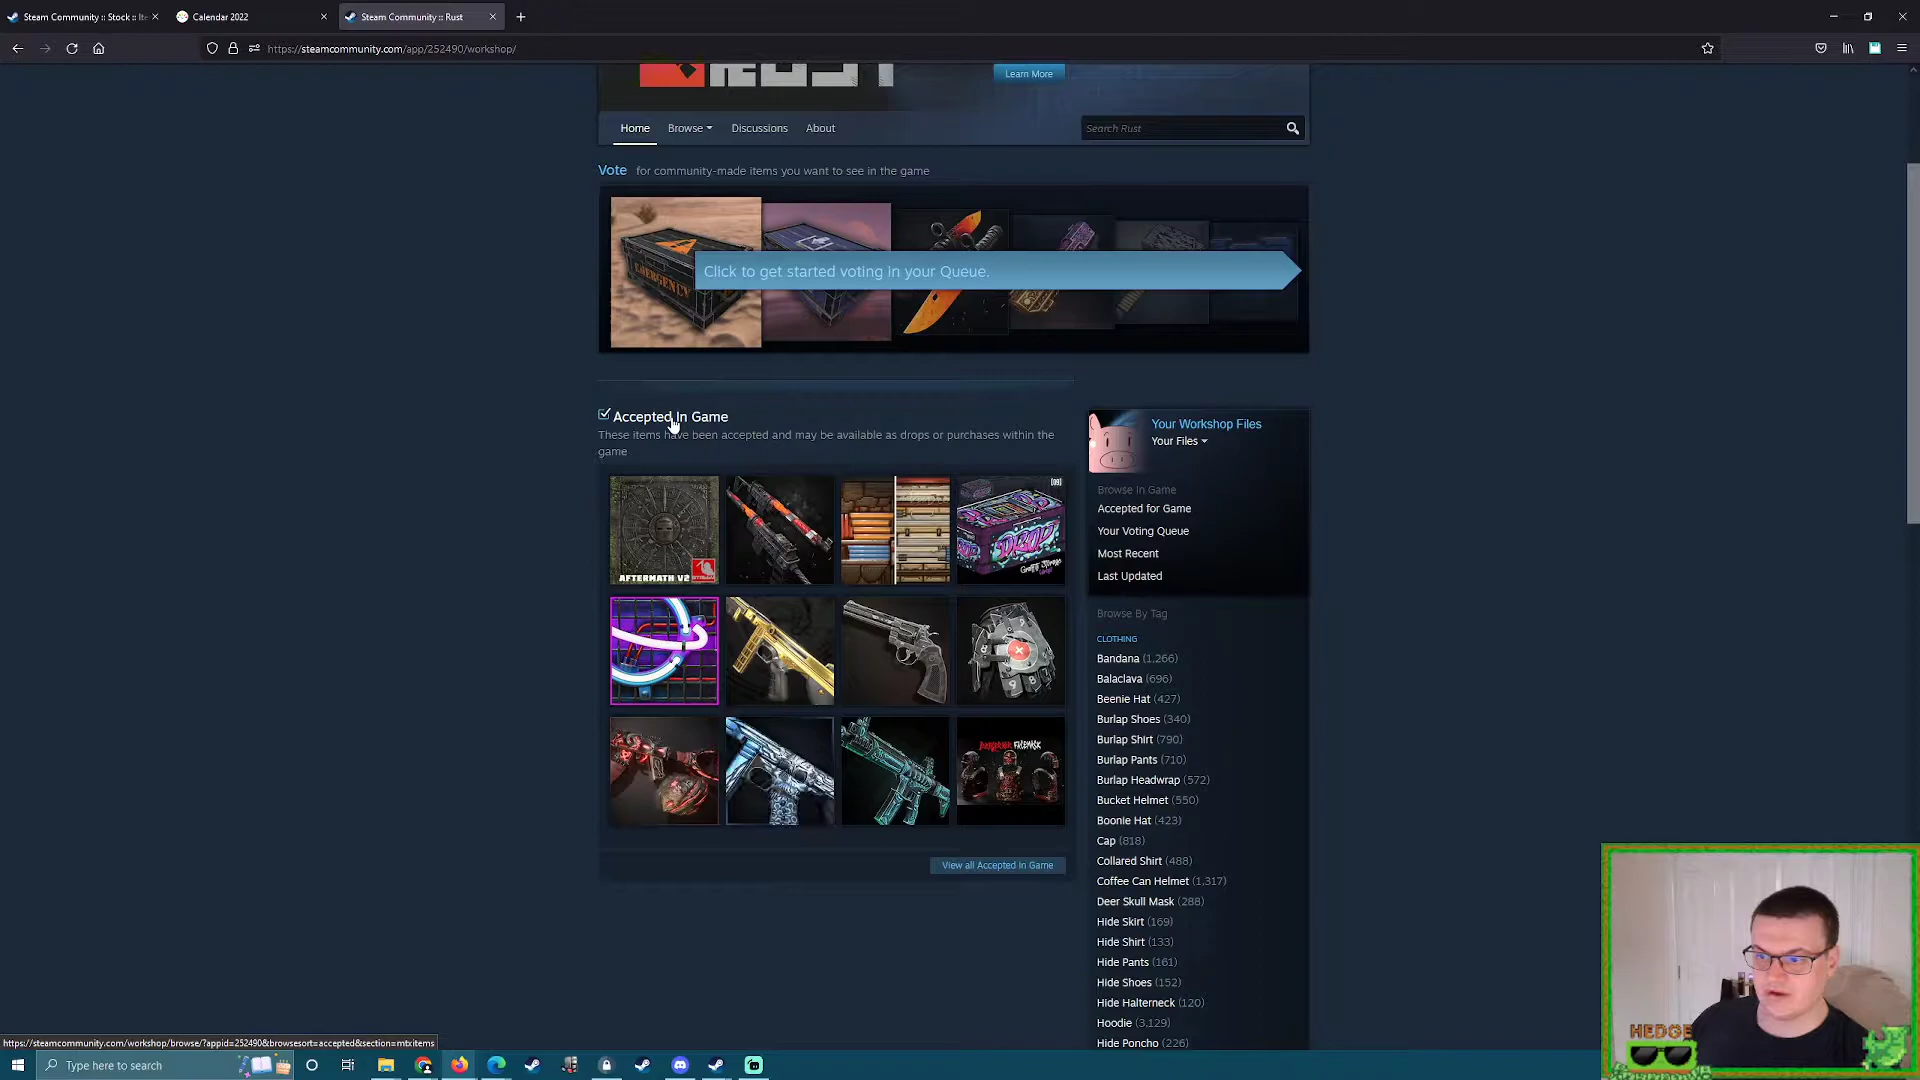 Steam Community :: Stock :: Ite
Calendar 2022
Steam Community :: Rust
https://steamcommunity.com/app/252490/workshop/
RUST
Learn More
Home
Browse
Discussions
About
Search Rust
Vote for community-made items you want to see in the game
EMERGENCY
Click to get started voting in your Queue.
Accepted In Game
These items have been accepted and may be available as drops or purchases within the
game
AFTERMATH V2
DROP
FACEMASK
View all Accepted In Game
Your Workshop Files
Your Files
Browse In Game
Accepted for Game
Your Voting Queue
Most Recent
Last Updated
Browse By Tag
CLOTHING
Bandana (1,266)
Balaclava (696)
Beenie Hat (427)
Burlap Shoes (340)
Burlap Shirt (790)
Burlap Pants (710)
Burlap Headwrap (572)
Bucket Helmet (550)
Boonie Hat (423)
Cap (818)
Collared Shirt (488)
Coffee Can Helmet (1,317)
Deer Skull Mask (288)
Hide Skirt (169)
Hide Shirt (133)
Hide Pants (161)
Hide Shoes (152)
Hide Halterneck (120)
Hoodie (3,129)
Hide Poncho (226)
https://steamcommunity.com/workshop/browse/?appid=252490&browsesort=accepted&section=mtxitems
Type here to search
HEDGE